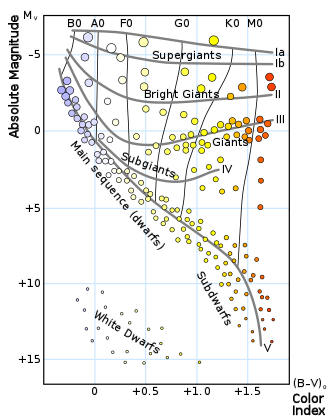 Mv
B0 A0 F0 G0 K0 M0
Absolute Magnitude
-5
0
+5
+10
+15
Ia
Ib
Supergiants
II
Bright Giants
III
Giants
Subgiants
IV
Main sequence (dwarfs)
Subdwarfs
White Dwarfs
V
0 +0.5 +1.0 +1.5
(B–V)0
Color
Index